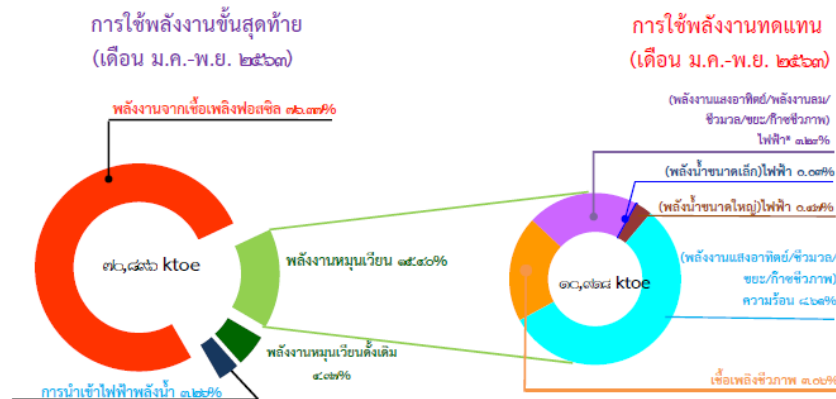 การใช้พลังงานขั้นสุดท้าย
(เดือน ม.ค.-พ.ย. ๒๕๖๓)
พลังงานจากเชื้อเพลิงฟอสซิล ๗๖.๓๗%
๗๐,๘๙๖ ktoe
พลังงานหมุนเวียน ๑๕.๔๐%
พลังงานหมุนเวียนดั้งเดิม
๔.๙๗%
การนำเข้าไฟฟ้าพลังน้ำ ๓.๒๖%
การใช้พลังงานทดแทน
(เดือน ม.ค.-พ.ย. ๒๕๖๓)
(พลังงานแสงอาทิตย์/พลังงานลม/
ชีวมวล/ขยะ/ก๊าซชีวภาพ)
ไฟฟ้า*
(พลังน้ำขนาดเล็ก)ไฟฟ้า
(พลังน้ำขนาดใหญ่)ไฟฟ้า
๑๐,๙๑๘ ktoe
(พลังงานแสงอาทิตย์/ชีวมวล/
ขยะ/ก๊าซชีวภาพ)
ความร้อน ๘.๖๑%
เชื้อเพลิงชีวภาพ ๓.๐๖%